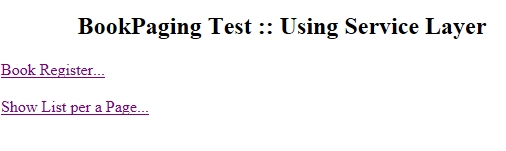 BookPaging Test :: Using Service Layer
Book Register...
Show List per a Page...